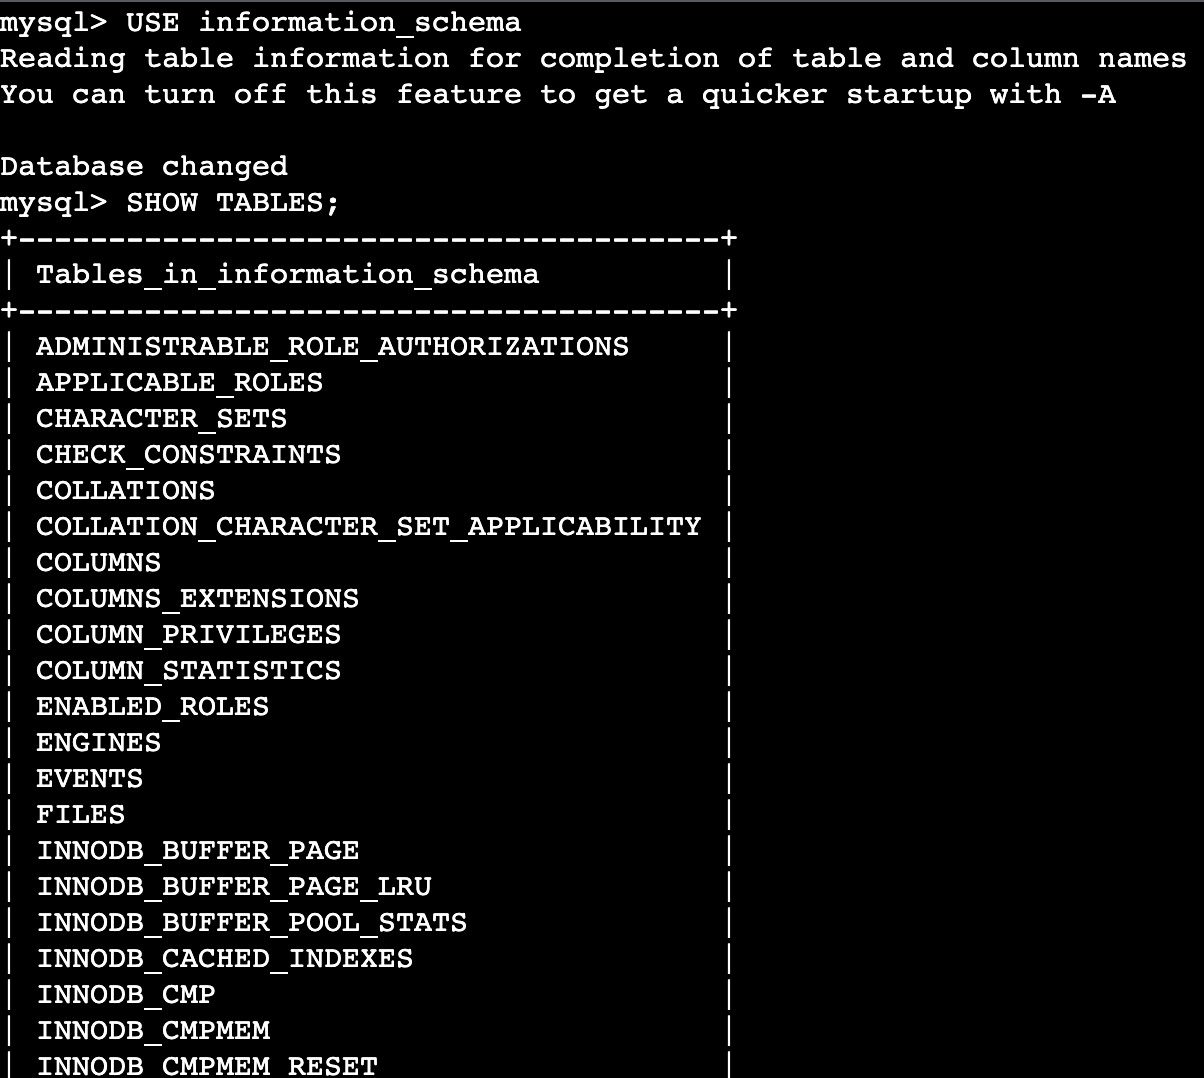 mysql> USE information_schema
Reading table information for completion of table and column names
You can turn off this feature to get a quicker startup with -A
Database changed
mysql> SHOW TABLES;
+---------------------------------------+
| Tables_in_information_schema          |
+---------------------------------------+
| ADMINISTRABLE_ROLE_AUTHORIZATIONS     |
| APPLICABLE_ROLES                      |
| CHARACTER_SETS                        |
| CHECK_CONSTRAINTS                     |
| COLLATIONS                            |
| COLLATION_CHARACTER_SET_APPLICABILITY |
| COLUMNS                               |
| COLUMNS_EXTENSIONS                    |
| COLUMN_PRIVILEGES                     |
| COLUMN_STATISTICS                     |
| ENABLED_ROLES                         |
| ENGINES                               |
| EVENTS                                |
| FILES                                 |
| INNODB_BUFFER_PAGE                    |
| INNODB_BUFFER_PAGE_LRU                |
| INNODB_BUFFER_POOL_STATS              |
| INNODB_CACHED_INDEXES                 |
| INNODB_CMP                            |
| INNODB_CMPMEM                         |
| INNODB_CMPMEM_RESET                   |